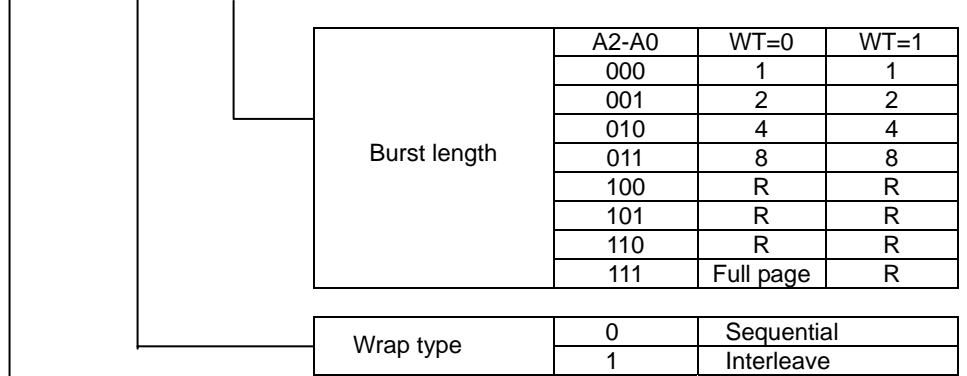 A2-A0 WT=0 WT=1
000 1 1
001 2 2
010 4 4
Burst length 011 8 8
100 R R
101 R R
110 R R
111 Full page R
Wrap type 0 Sequential
1 Interleave